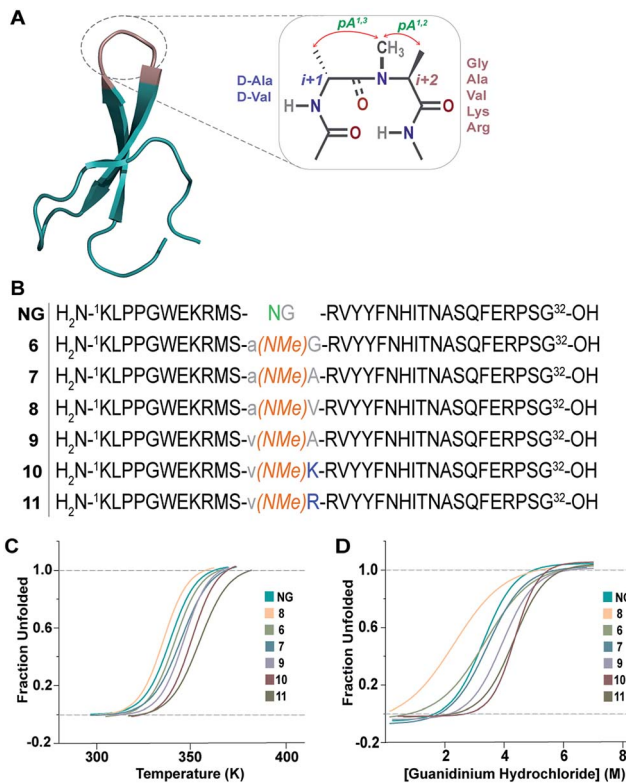 A
pA1,3
pA1,2
CH3
D-Ala
D-Val
i+1
N
i+2
Gly
Ala
Val
Lys
Arg
H
N
O
O
O
H
N
B
NG H2N-1KLPPGWEKRMS- NG -RVYYFNHITNASQFERPSG32-OH
6 H2N-1KLPPGWEKRMS-a(NMe)G-RVYYFNHITNASQFERPSG32-OH
7 H2N-1KLPPGWEKRMS-a(NMe)A-RVYYFNHITNASQFERPSG32-OH
8 H2N-1KLPPGWEKRMS-a(NMe)V-RVYYFNHITNASQFERPSG32-OH
9 H2N-1KLPPGWEKRMS-v(NMe)A-RVYYFNHITNASQFERPSG32-OH
10 H2N-1KLPPGWEKRMS-v(NMe)K-RVYYFNHITNASQFERPSG32-OH
11 H2N-1KLPPGWEKRMS-v(NMe)R-RVYYFNHITNASQFERPSG32-OH
C
Fraction Unfolded
1.0
0.6
0.2
-0.2
300
350
400
Temperature (K)
NG
8
6
7
9
10
11
D
Fraction Unfolded
1.0
0.6
0.2
-0.2
2
4
6
8
[Guanidinium Hydrochloride] (M)
NG
8
6
7
9
10
11